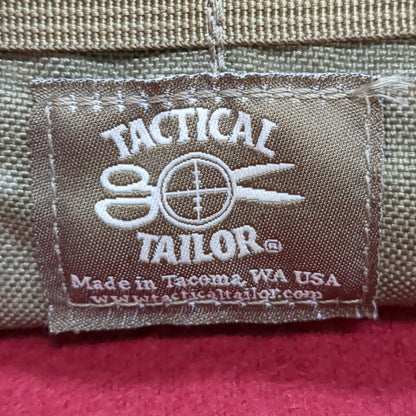 TACTICAL
TAILOR®
Made in Tacoma, WA USA
www.tacticaltailor.com